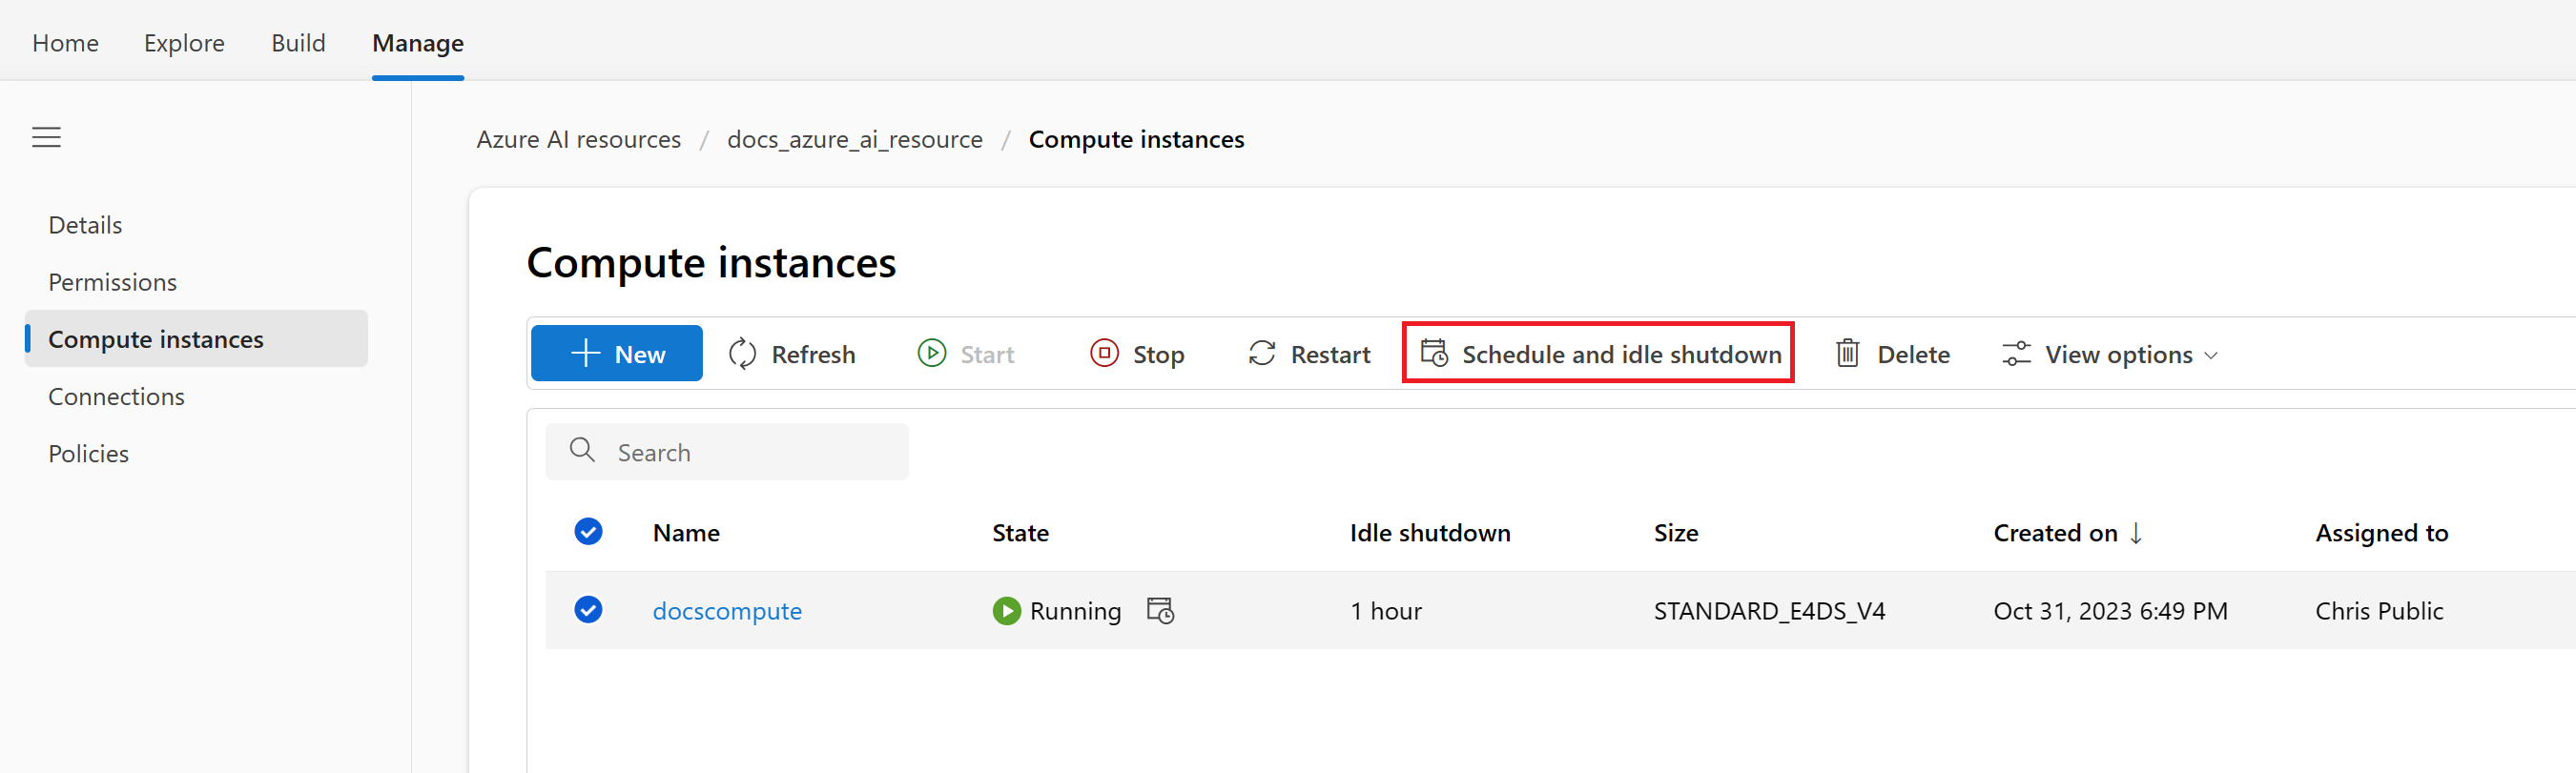 Home Explore Build Manage
Azure AI resources / docs_azure_ai_resource / Compute instances
Details
Permissions
Compute instances
Connections
Policies
Compute instances
New Refresh Start Stop Restart Schedule and idle shutdown Delete View options
Search
Name State Idle shutdown Size Created on ↓ Assigned to
docscompute Running 1 hour STANDARD_E4DS_V4 Oct 31, 2023 6:49 PM Chris Public